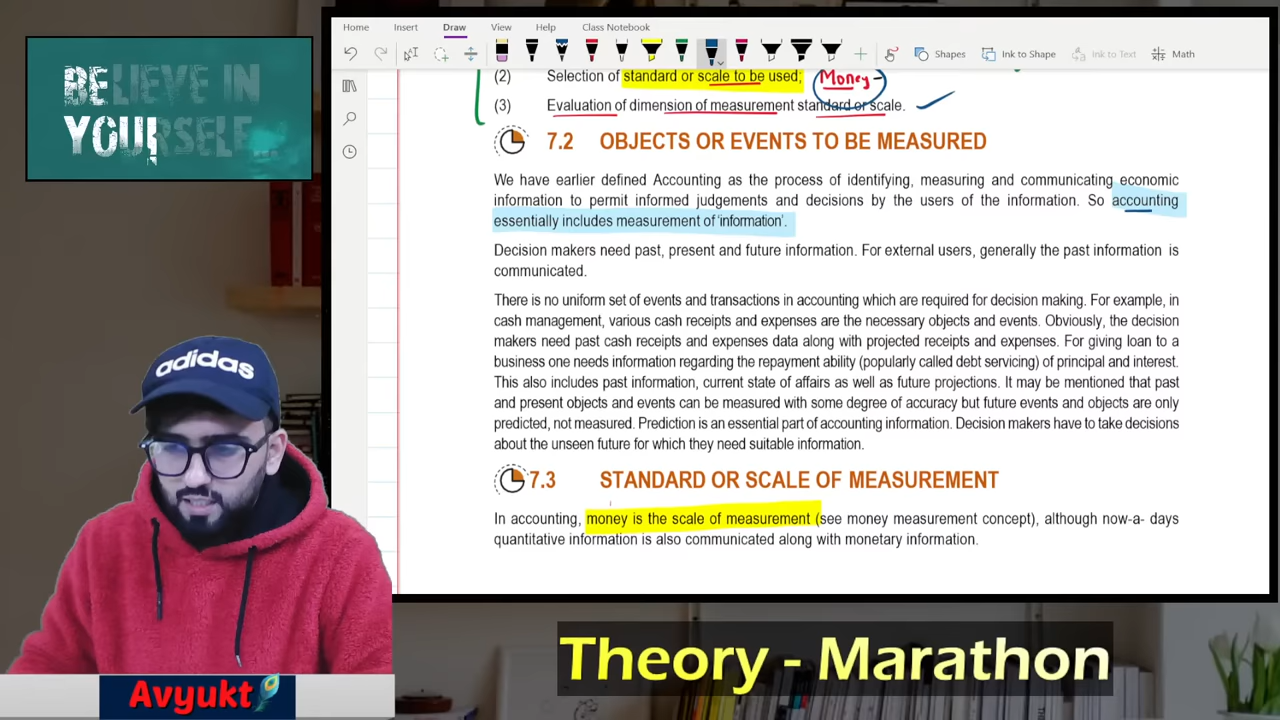 Home Insert Draw View Help Class Notebook
Shapes Ink to Shape Ink to Text Math
BELIEVE IN
YOURSELF...
(2) Selection of standard or scale to be used; Money -
(3) Evaluation of dimension of measurement standard or scale.
7.2 OBJECTS OR EVENTS TO BE MEASURED
We have earlier defined Accounting as the process of identifying, measuring and communicating economic
information to permit informed judgements and decisions by the users of the information. So accounting
essentially includes measurement of 'information'.
Decision makers need past, present and future information. For external users, generally the past information is
communicated.
There is no uniform set of events and transactions in accounting which are required for decision making. For example, in
cash management, various cash receipts and expenses are the necessary objects and events. Obviously, the decision
makers need past cash receipts and expenses data along with projected receipts and expenses. For giving loan to a
business one needs information regarding the repayment ability (popularly called debt servicing) of principal and interest.
This also includes past information, current state of affairs as well as future projections. It may be mentioned that past
and present objects and events can be measured with some degree of accuracy but future events and objects are only
predicted, not measured. Prediction is an essential part of accounting information. Decision makers have to take decisions
about the unseen future for which they need suitable information.
7.3 STANDARD OR SCALE OF MEASUREMENT
In accounting, money is the scale of measurement (see money measurement concept), although now-a- days
quantitative information is also communicated along with monetary information.
adidas
Avyukt
Theory - Marathon